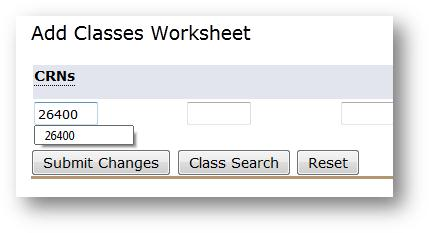 Add Classes Worksheet
CRNs
26400
26400
Submit Changes Class Search Reset